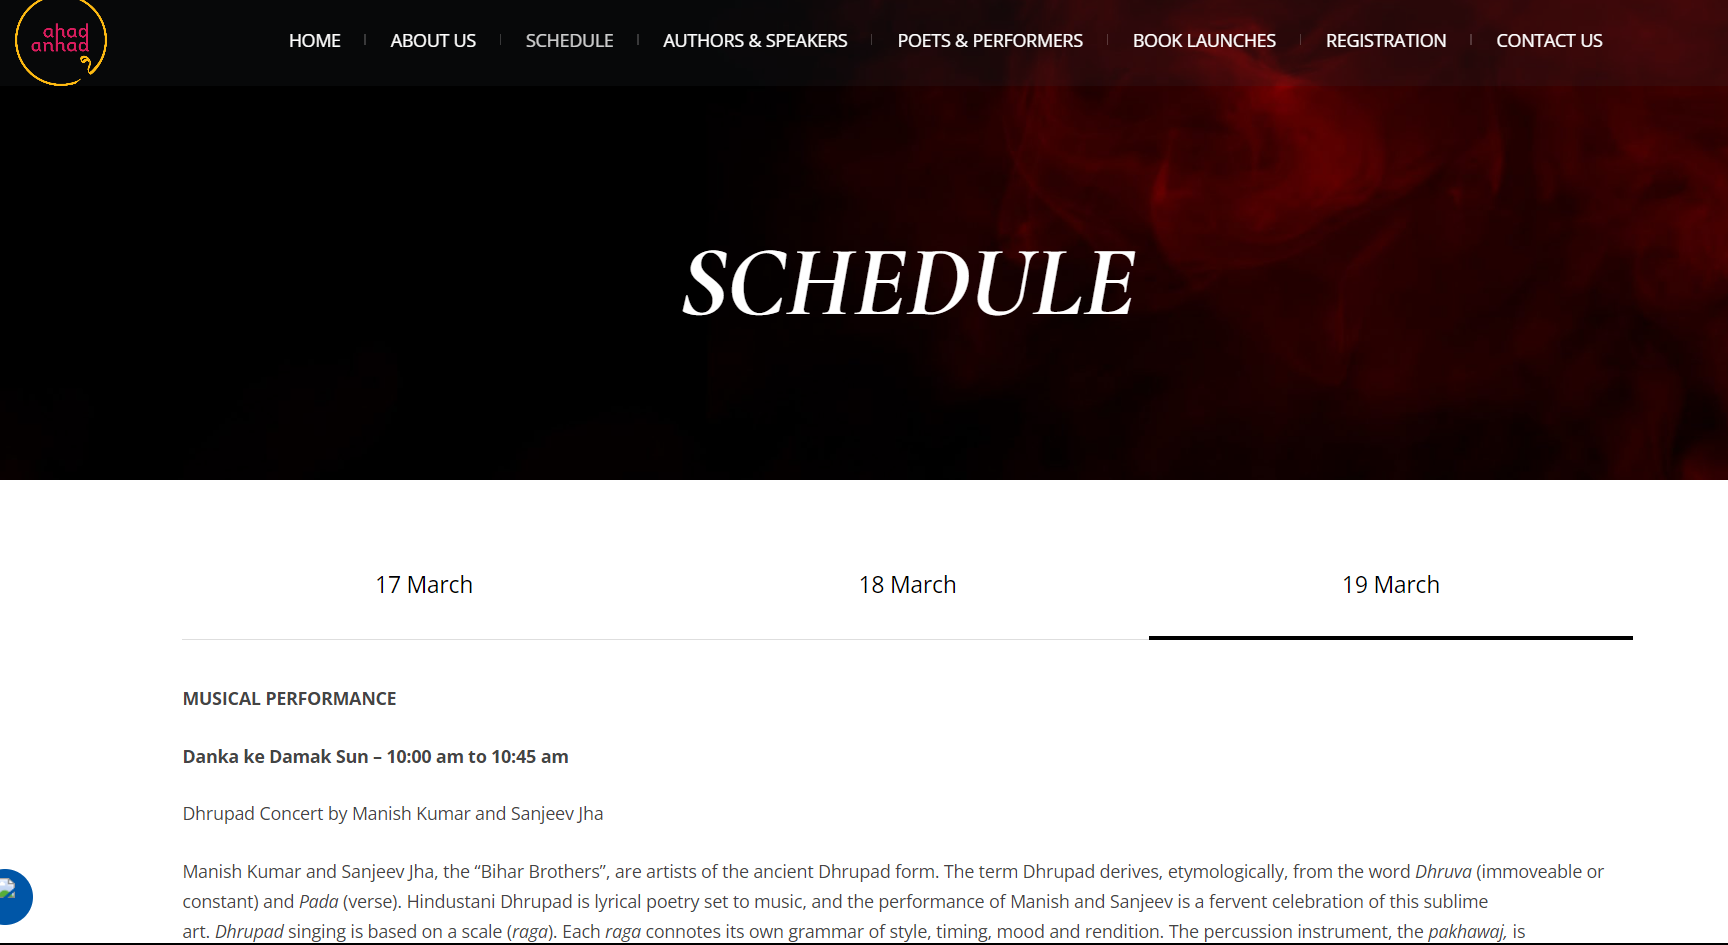 ahad
anhad
HOME
ABOUT US
SCHEDULE
AUTHORS & SPEAKERS
POETS & PERFORMERS
BOOK LAUNCHES
REGISTRATION
CONTACT US
SCHEDULE
17 March
18 March
19 March
MUSICAL PERFORMANCE
Danka ke Damak Sun – 10:00 am to 10:45 am
Dhrupad Concert by Manish Kumar and Sanjeev Jha
Manish Kumar and Sanjeev Jha, the “Bihar Brothers”, are artists of the ancient Dhrupad form. The term Dhrupad derives, etymologically, from the word Dhruva (immoveable or
constant) and Pada (verse). Hindustani Dhrupad is lyrical poetry set to music, and the performance of Manish and Sanjeev is a fervent celebration of this sublime
art. Dhrupad singing is based on a scale (raga). Each raga connotes its own grammar of style, timing, mood and rendition. The percussion instrument, the pakhawaj, is